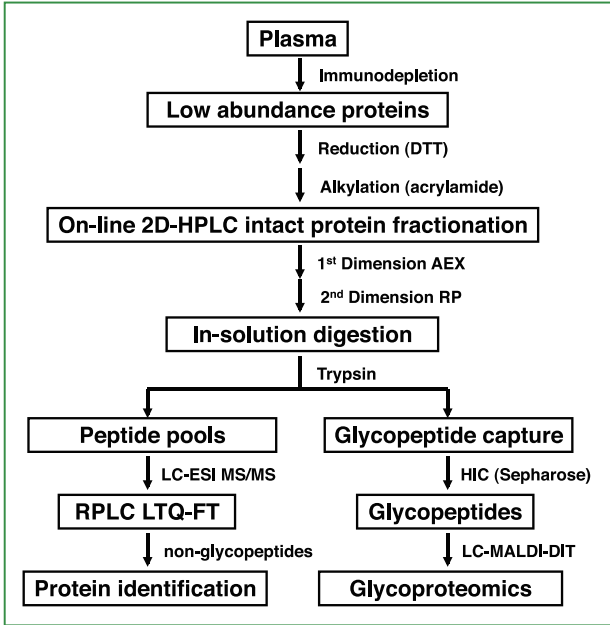 Plasma
Immunodepletion
Low abundance proteins
Reduction (DTT)
Alkylation (acrylamide)
On-line 2D-HPLC intact protein fractionation
1st Dimension AEX
2nd Dimension RP
In-solution digestion
Trypsin
Peptide pools
Glycopeptide capture
LC-ESI MS/MS
HIC (Sepharose)
RPLC LTQ-FT
Glycopeptides
non-glycopeptides
LC-MALDI-DIT
Protein identification
Glycoproteomics